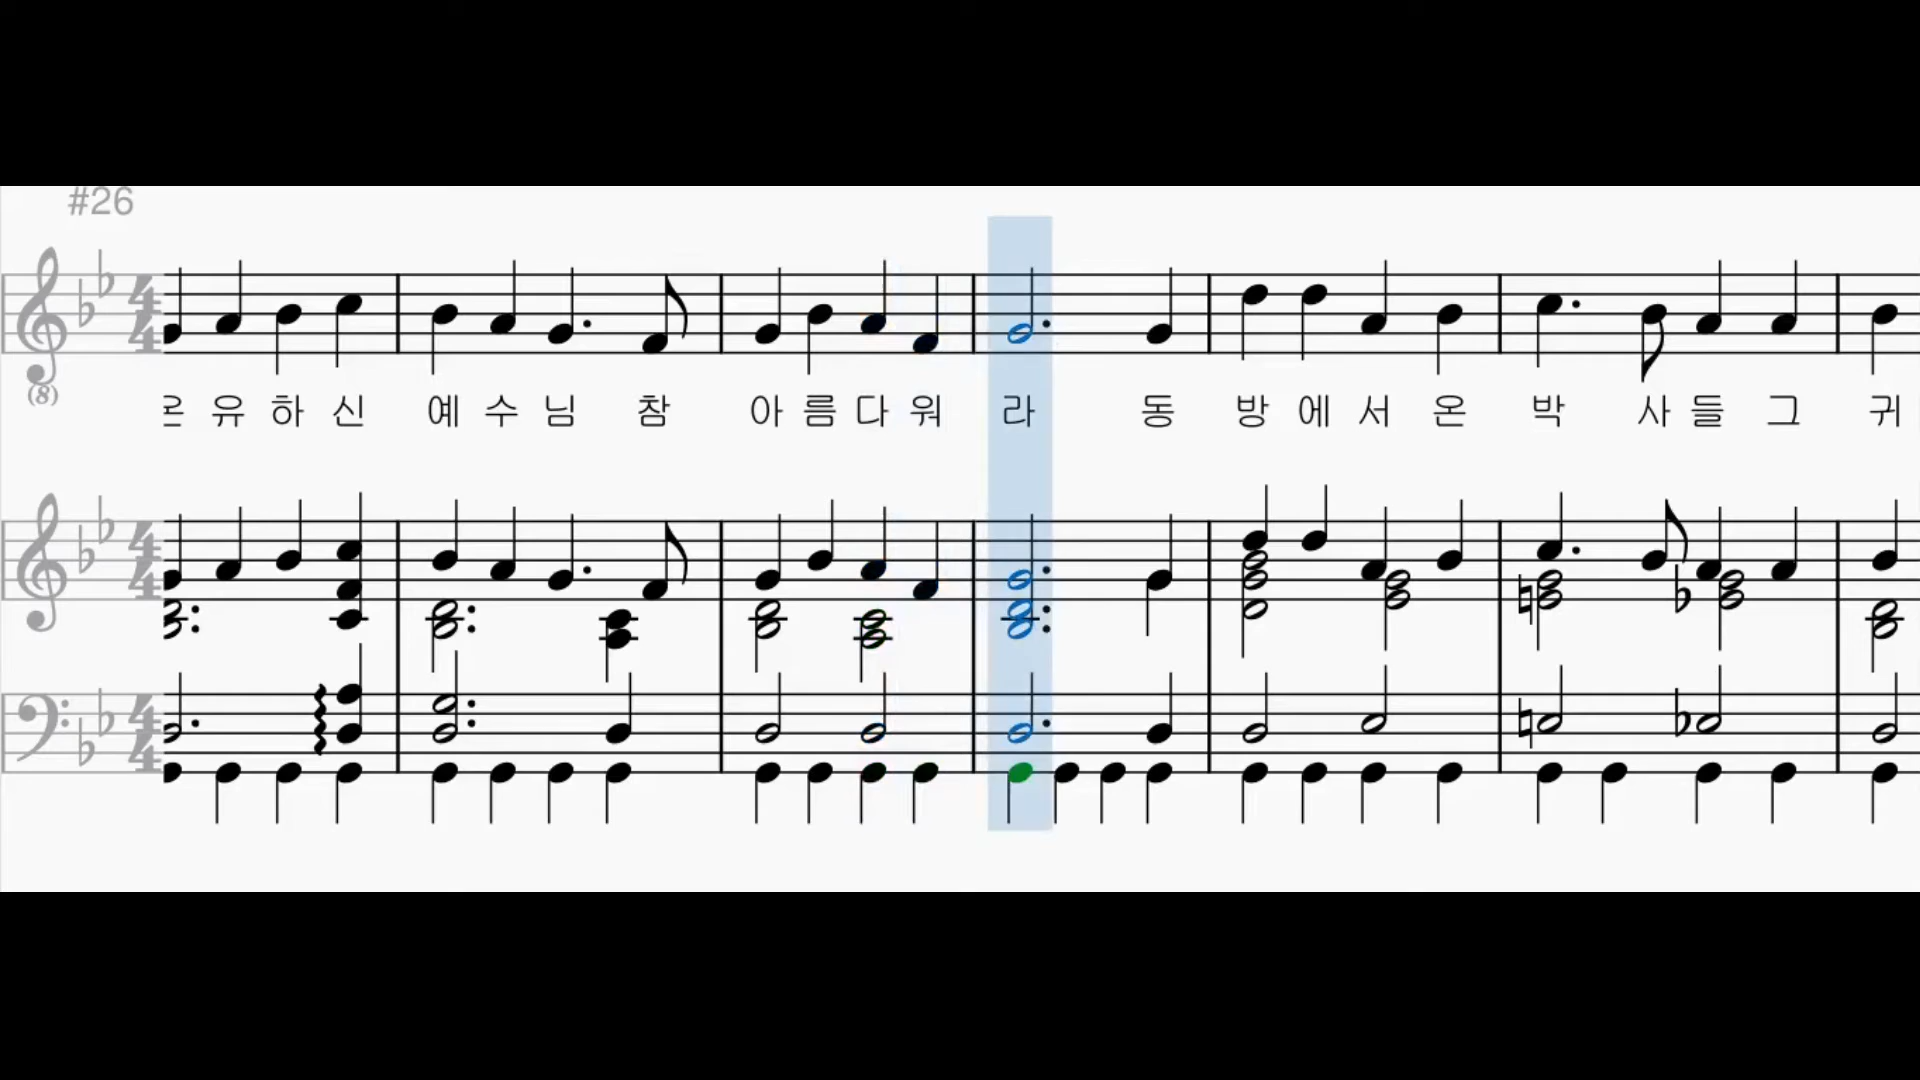 #26
유 하 신 예 수 님 참 아 름 다 워 라 동 방 에 서 온 박 사 들 그 귀